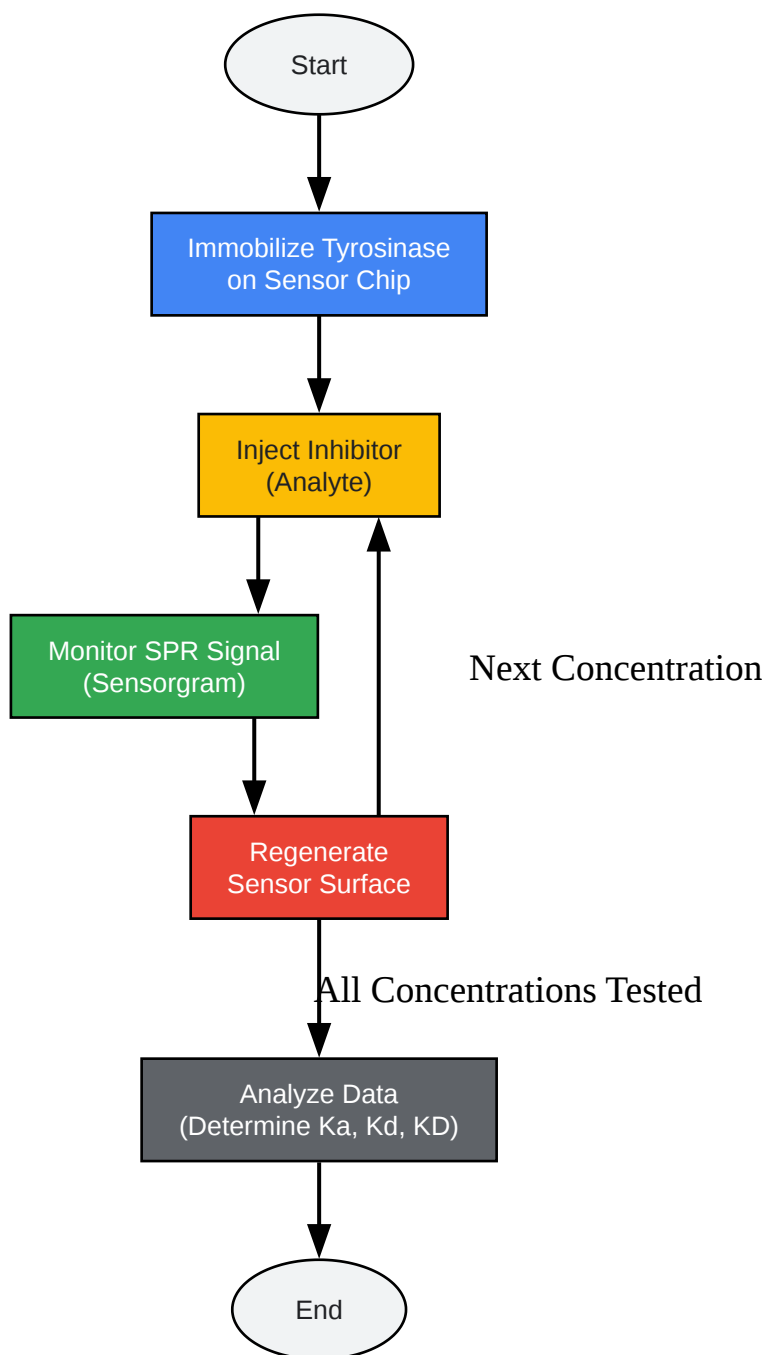 Start
Immobilize Tyrosinase
on Sensor Chip
Inject Inhibitor
(Analyte)
Monitor SPR Signal
(Sensorgram)
Next Concentration
Regenerate
Sensor Surface
All Concentrations Tested
Analyze Data
(Determine Ka, Kd, KD)
End